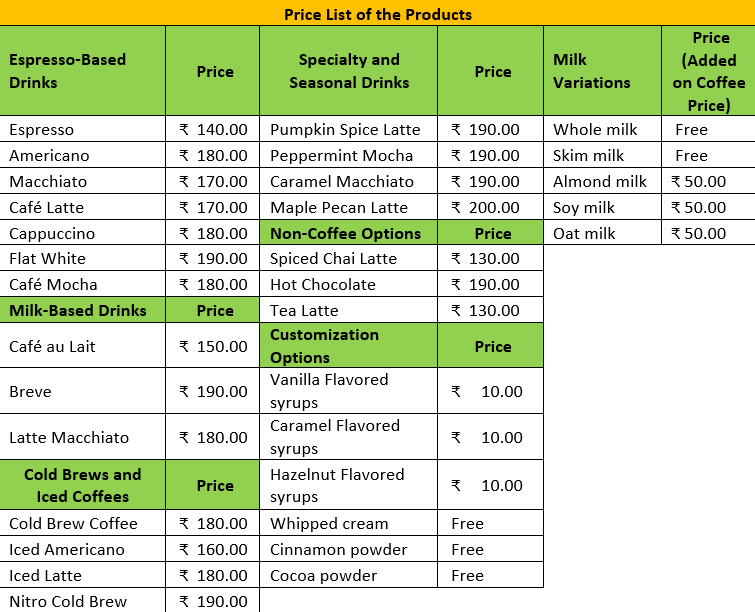 Price List of the Products
Espresso-Based Drinks Price Specialty and Seasonal Drinks Price Milk Variations Price (Added on Coffee Price)
Espresso ₹ 140.00 Pumpkin Spice Latte ₹ 190.00 Whole milk Free
Americano ₹ 180.00 Peppermint Mocha ₹ 190.00 Skim milk Free
Macchiato ₹ 170.00 Caramel Macchiato ₹ 190.00 Almond milk ₹ 50.00
Café Latte ₹ 170.00 Maple Pecan Latte ₹ 200.00 Soy milk ₹ 50.00
Cappuccino ₹ 180.00 Non-Coffee Options Price Oat milk ₹ 50.00
Flat White ₹ 190.00 Spiced Chai Latte ₹ 130.00
Café Mocha ₹ 180.00 Hot Chocolate ₹ 190.00
Milk-Based Drinks Price Tea Latte ₹ 130.00
Café au Lait ₹ 150.00 Customization Options Price
Breve ₹ 190.00 Vanilla Flavored syrups ₹ 10.00
Latte Macchiato ₹ 180.00 Caramel Flavored syrups ₹ 10.00
Cold Brews and Iced Coffees Price Hazelnut Flavored syrups ₹ 10.00
Cold Brew Coffee ₹ 180.00 Whipped cream Free
Iced Americano ₹ 160.00 Cinnamon powder Free
Iced Latte ₹ 180.00 Cocoa powder Free
Nitro Cold Brew ₹ 190.00